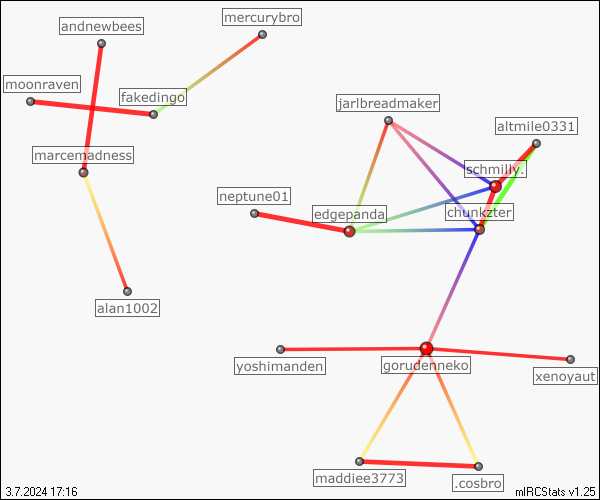 mercurybro
andnewbees
moonraven
fakedingo
jarlbreadmaker
altmile0331
marcemadness
schmilly.
neptune01
edgepanda
chunkzter
alan1002
yoshimanden
gorudenneko
xenoyaut
maddiee3773
.cosbro
3.7.2024 17:16
mIRCStats v1.25